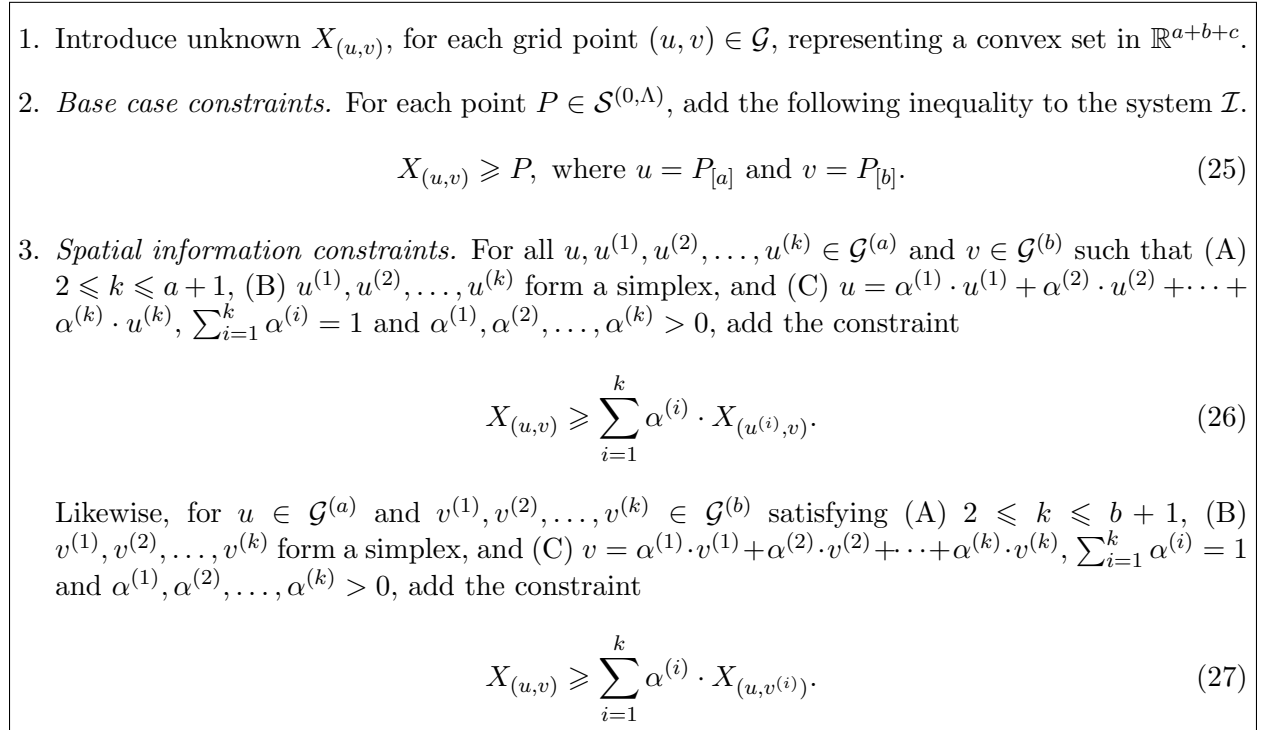 1. Introduce unknown X_{(u,v)}, for each grid point (u, v) ∈ 𝒢, representing a convex set in ℝ^{a+b+c}.
2. Base case constraints. For each point P ∈ 𝒮^{(0,Λ)}, add the following inequality to the system ℐ.
X_{(u,v)} ⩾ P, where u = P_{[a]} and v = P_{[b]}. (25)
3. Spatial information constraints. For all u, u^{(1)}, u^{(2)}, . . . , u^{(k)} ∈ 𝒢^{(a)} and v ∈ 𝒢^{(b)} such that (A)
2 ⩽ k ⩽ a + 1, (B) u^{(1)}, u^{(2)}, . . . , u^{(k)} form a simplex, and (C) u = α^{(1)} · u^{(1)} + α^{(2)} · u^{(2)} + · · · +
α^{(k)} · u^{(k)}, ∑_{i=1}^{k} α^{(i)} = 1 and α^{(1)}, α^{(2)}, . . . , α^{(k)} > 0, add the constraint
X_{(u,v)} ⩾ ∑_{i=1}^{k} α^{(i)} · X_{(u^{(i)},v)}. (26)
Likewise, for u ∈ 𝒢^{(a)} and v^{(1)}, v^{(2)}, . . . , v^{(k)} ∈ 𝒢^{(b)} satisfying (A) 2 ⩽ k ⩽ b + 1, (B)
v^{(1)}, v^{(2)}, . . . , v^{(k)} form a simplex, and (C) v = α^{(1)} · v^{(1)} + α^{(2)} · v^{(2)} + · · · + α^{(k)} · v^{(k)}, ∑_{i=1}^{k} α^{(i)} = 1
and α^{(1)}, α^{(2)}, . . . , α^{(k)} > 0, add the constraint
X_{(u,v)} ⩾ ∑_{i=1}^{k} α^{(i)} · X_{(u,v^{(i)})}. (27)